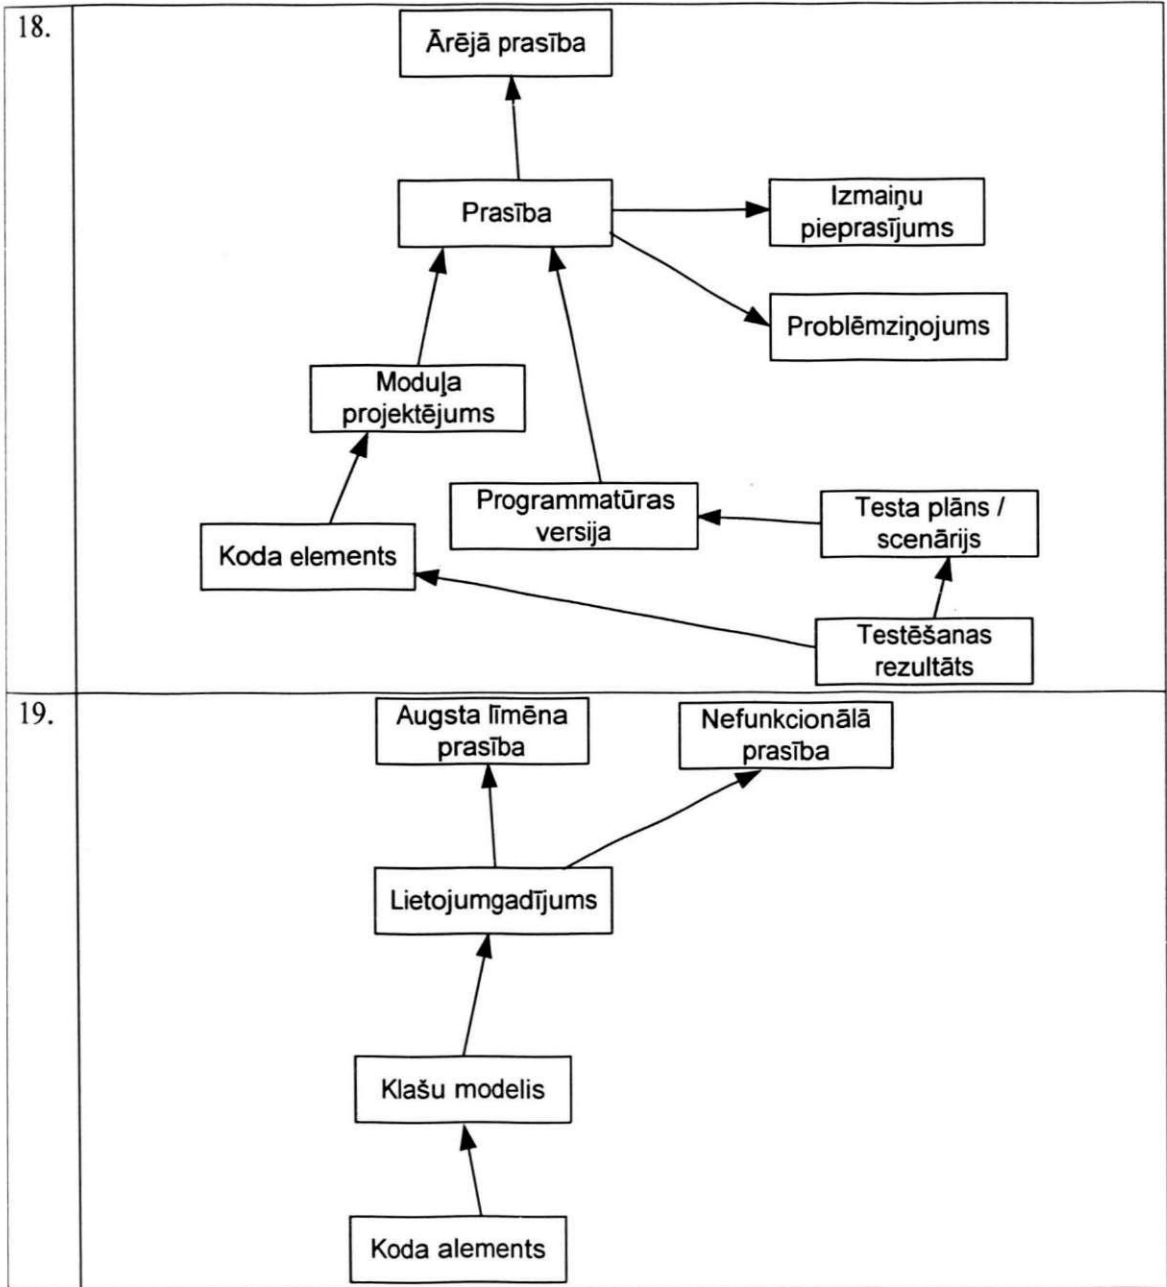 18.
Ārējā prasība
Prasība
Izmaiņu
pieprasījums
Problēmziņojums
Moduļa
projektējums
Programmatūras
versija
Testa plāns /
scenārijs
Koda elements
Testēšanas
rezultāts
19.
Augsta līmēna
prasība
Nefunkcionālā
prasība
Lietojumgadījums
Klašu modelis
Koda alements